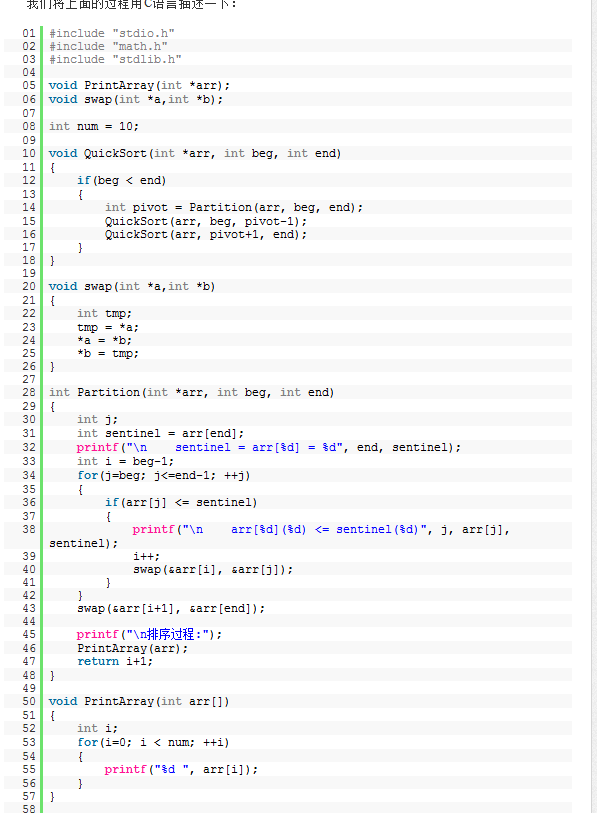 我们将上面的过程用C语言描述一下：
01 #include "stdio.h"
02 #include "math.h"
03 #include "stdlib.h"
04
05 void PrintArray(int *arr);
06 void swap(int *a,int *b);
07
08 int num = 10;
09
10 void QuickSort(int *arr, int beg, int end)
11 {
12     if(beg < end)
13     {
14         int pivot = Partition(arr, beg, end);
15         QuickSort(arr, beg, pivot-1);
16         QuickSort(arr, pivot+1, end);
17     }
18 }
19
20 void swap(int *a,int *b)
21 {
22     int tmp;
23     tmp = *a;
24     *a = *b;
25     *b = tmp;
26 }
27
28 int Partition(int *arr, int beg, int end)
29 {
30     int j;
31     int sentinel = arr[end];
32     printf("\n    sentinel = arr[%d] = %d", end, sentinel);
33     int i = beg-1;
34     for(j=beg; j<=end-1; ++j)
35     {
36         if(arr[j] <= sentinel)
37         {
38             printf("\n    arr[%d](%d) <= sentinel(%d)", j, arr[j],
sentinel);
39             i++;
40             swap(&arr[i], &arr[j]);
41         }
42     }
43     swap(&arr[i+1], &arr[end]);
44
45     printf("\n排序过程:");
46     PrintArray(arr);
47     return i+1;
48 }
49
50 void PrintArray(int arr[])
51 {
52     int i;
53     for(i=0; i < num; ++i)
54     {
55         printf("%d ", arr[i]);
56     }
57 }
58